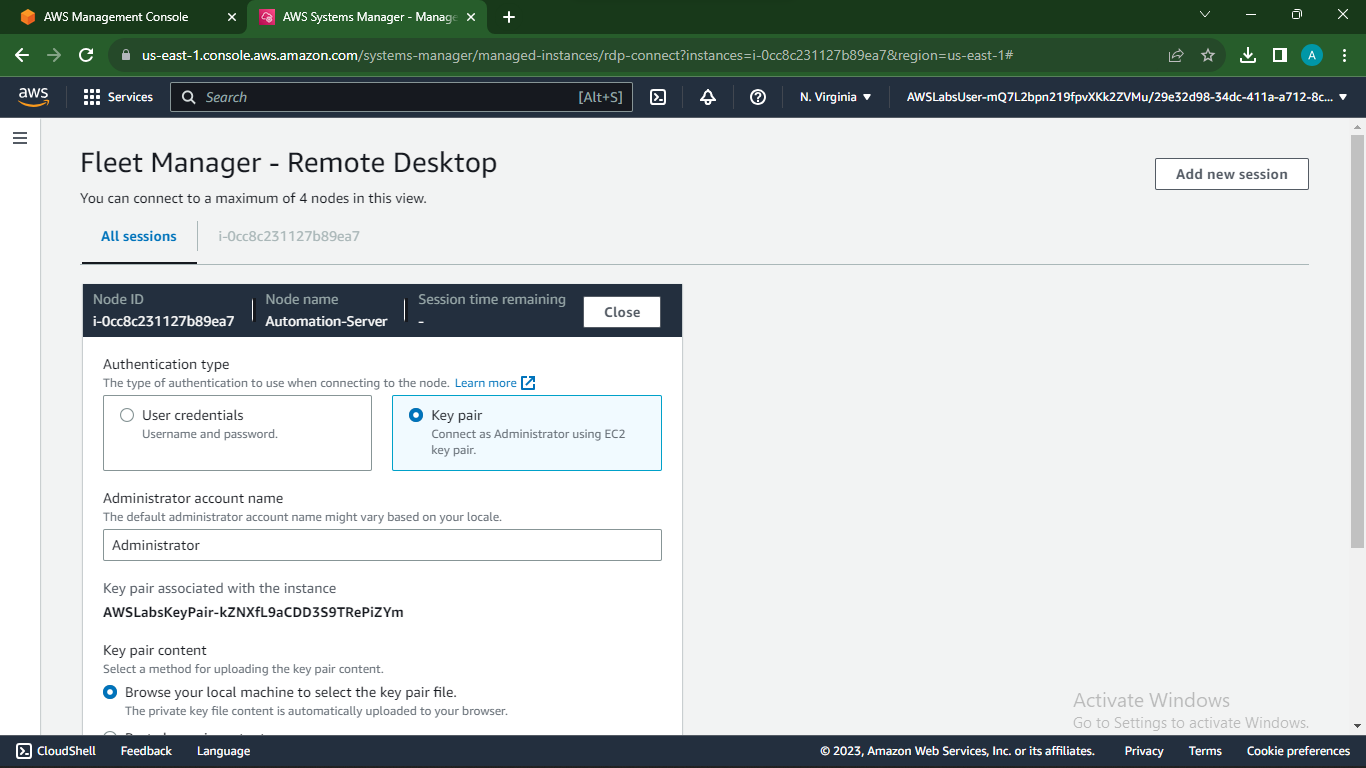 AWS Management Console
AWS Systems Manager - Manage
us-east-1.console.aws.amazon.com/systems-manager/managed-instances/rdp-connect?instances=i-0cc8c231127b89ea7&region=us-east-1#
A
aws
Services
Search
[Alt+S]
N. Virginia
AWSLabsUser-mQ7L2bpn219fpvXKk2ZVMu/29e32d98-34dc-411a-a712-8c...
Fleet Manager - Remote Desktop
Add new session
You can connect to a maximum of 4 nodes in this view.
All sessions
i-0cc8c231127b89ea7
Node ID
i-0cc8c231127b89ea7
Node name
Automation-Server
Session time remaining
-
Close
Authentication type
The type of authentication to use when connecting to the node. Learn more
User credentials
Username and password.
Key pair
Connect as Administrator using EC2
key pair.
Administrator account name
The default administrator account name might vary based on your locale.
Administrator
Key pair associated with the instance
AWSLabsKeyPair-kZNXfL9aCDD3S9TRePiZYm
Key pair content
Select a method for uploading the key pair content.
Browse your local machine to select the key pair file.
The private key file content is automatically uploaded to your browser.
Activate Windows
Go to Settings to activate Windows.
CloudShell
Feedback
Language
© 2023, Amazon Web Services, Inc. or its affiliates.
Privacy
Terms
Cookie preferences